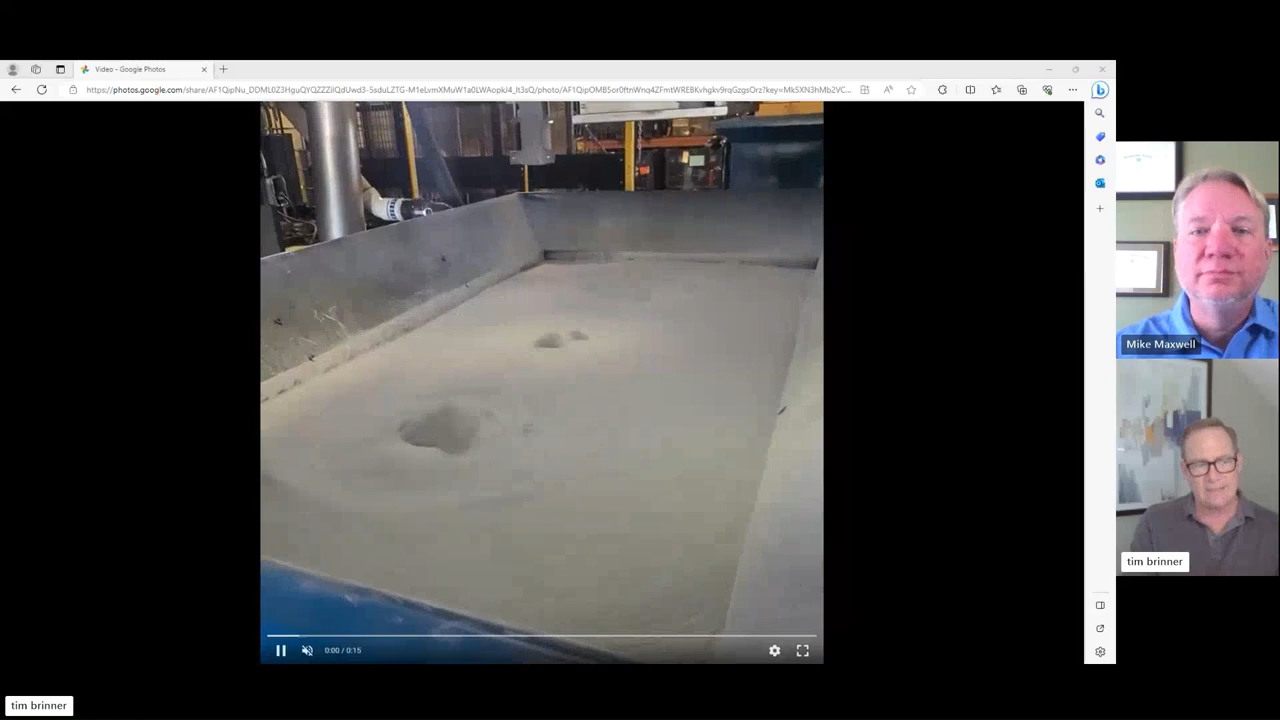 Video - Google Photos
Mike Maxwell
tim brinner
0:00 / 0:15
tim brinner